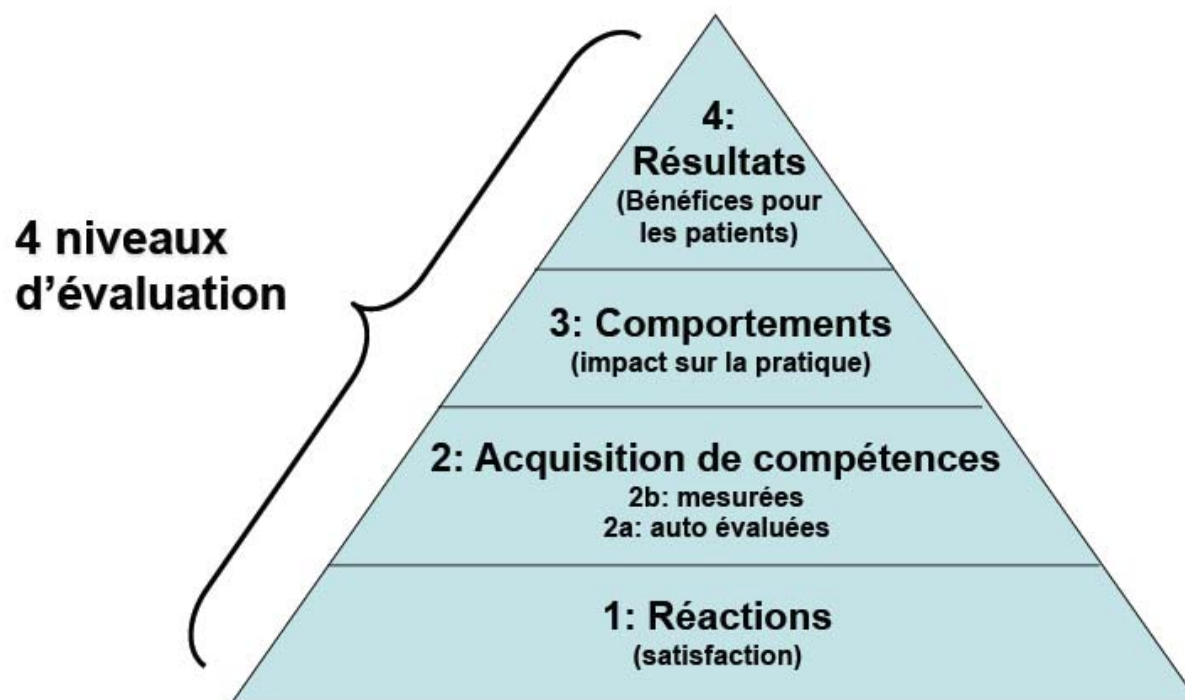 4 niveaux
d’évaluation
4:
Résultats
(Bénéfices pour
les patients)
3: Comportements
(impact sur la pratique)
2: Acquisition de compétences
2b: mesurées
2a: auto évaluées
1: Réactions
(satisfaction)